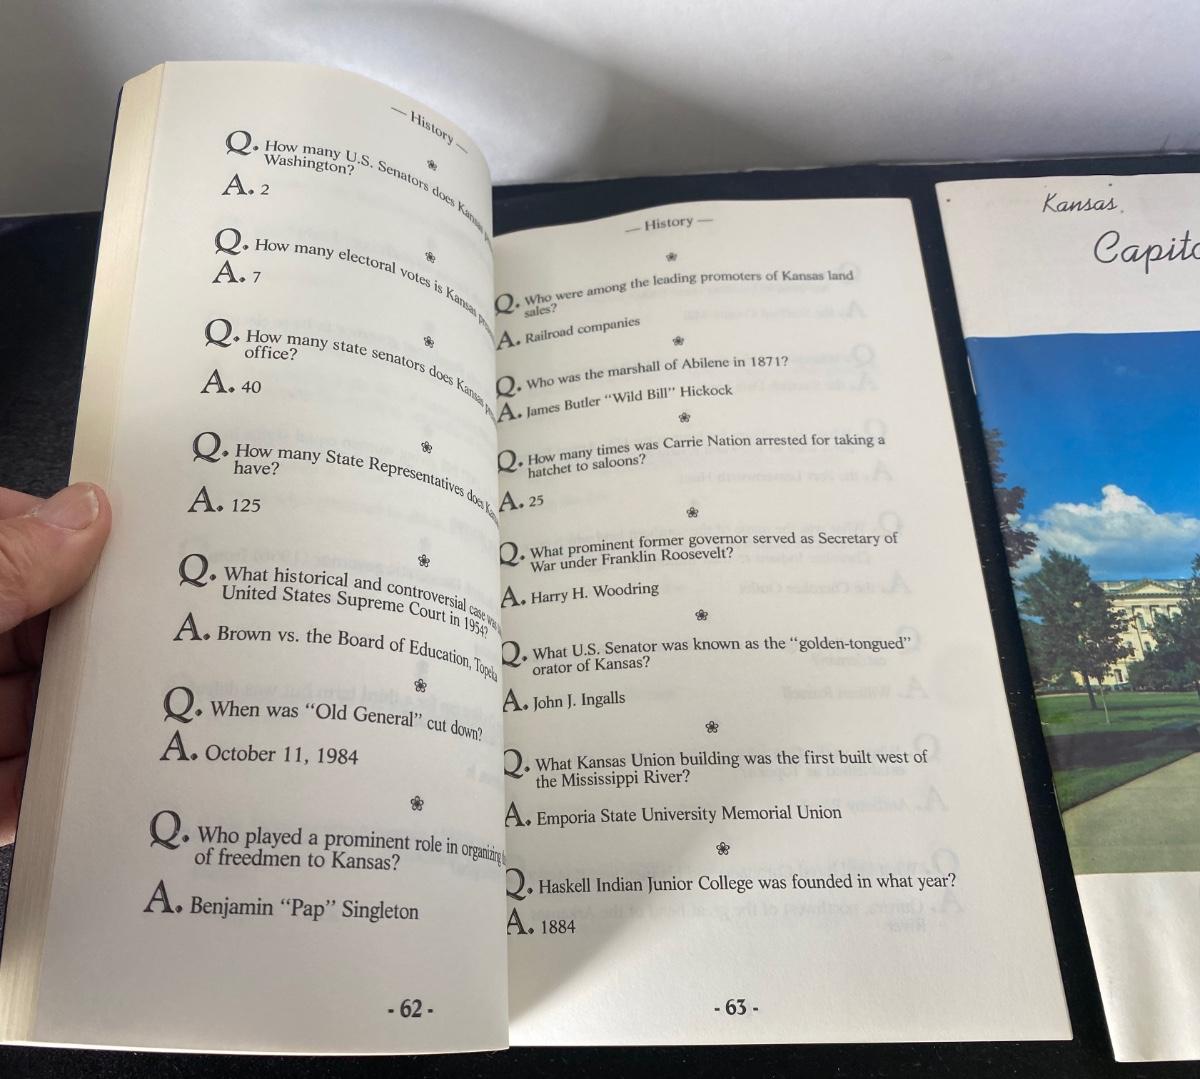 — History —
Q. How many U.S. Senators does Kansas
Washington?
A. 2
Q. How many electoral votes is Kansas
A. 7
Q. How many state senators does Kansas
office?
A. 40
Q. How many State Representatives does
have?
A. 125
Q. What historical and controversial case was
United States Supreme Court in 1954?
A. Brown vs. the Board of Education, Topeka
Q. When was “Old General” cut down?
A. October 11, 1984
Q. Who played a prominent role in organizing
of freedmen to Kansas?
A. Benjamin “Pap” Singleton
- 62 -
— History —
Q. Who were among the leading promoters of Kansas land
sales?
A. Railroad companies
Q. Who was the marshall of Abilene in 1871?
A. James Butler “Wild Bill” Hickock
Q. How many times was Carrie Nation arrested for taking a
hatchet to saloons?
A. 25
Q. What prominent former governor served as Secretary of
War under Franklin Roosevelt?
A. Harry H. Woodring
Q. What U.S. Senator was known as the “golden-tongued”
orator of Kansas?
A. John J. Ingalls
Q. What Kansas Union building was the first built west of
the Mississippi River?
A. Emporia State University Memorial Union
Q. Haskell Indian Junior College was founded in what year?
A. 1884
- 63 -
Kansas
Capito